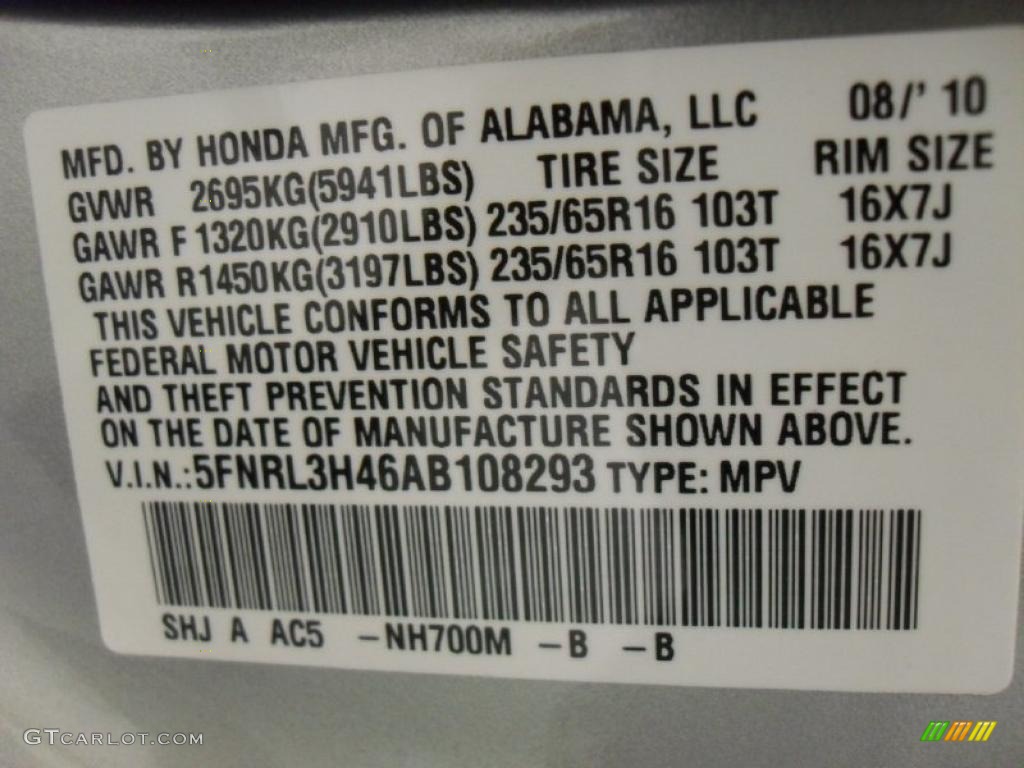 MFD. BY HONDA MFG. OF ALABAMA, LLC 08/' 10
GVWR 2695KG(5941LBS) TIRE SIZE RIM SIZE
GAWR F 1320KG(2910LBS) 235/65R16 103T 16X7J
GAWR R1450KG(3197LBS) 235/65R16 103T 16X7J
THIS VEHICLE CONFORMS TO ALL APPLICABLE
FEDERAL MOTOR VEHICLE SAFETY
AND THEFT PREVENTION STANDARDS IN EFFECT
ON THE DATE OF MANUFACTURE SHOWN ABOVE.
V.I.N.:5FNRL3H46AB108293 TYPE: MPV
SHJ A AC5 -NH700M -B -B
GTCARLOT.COM